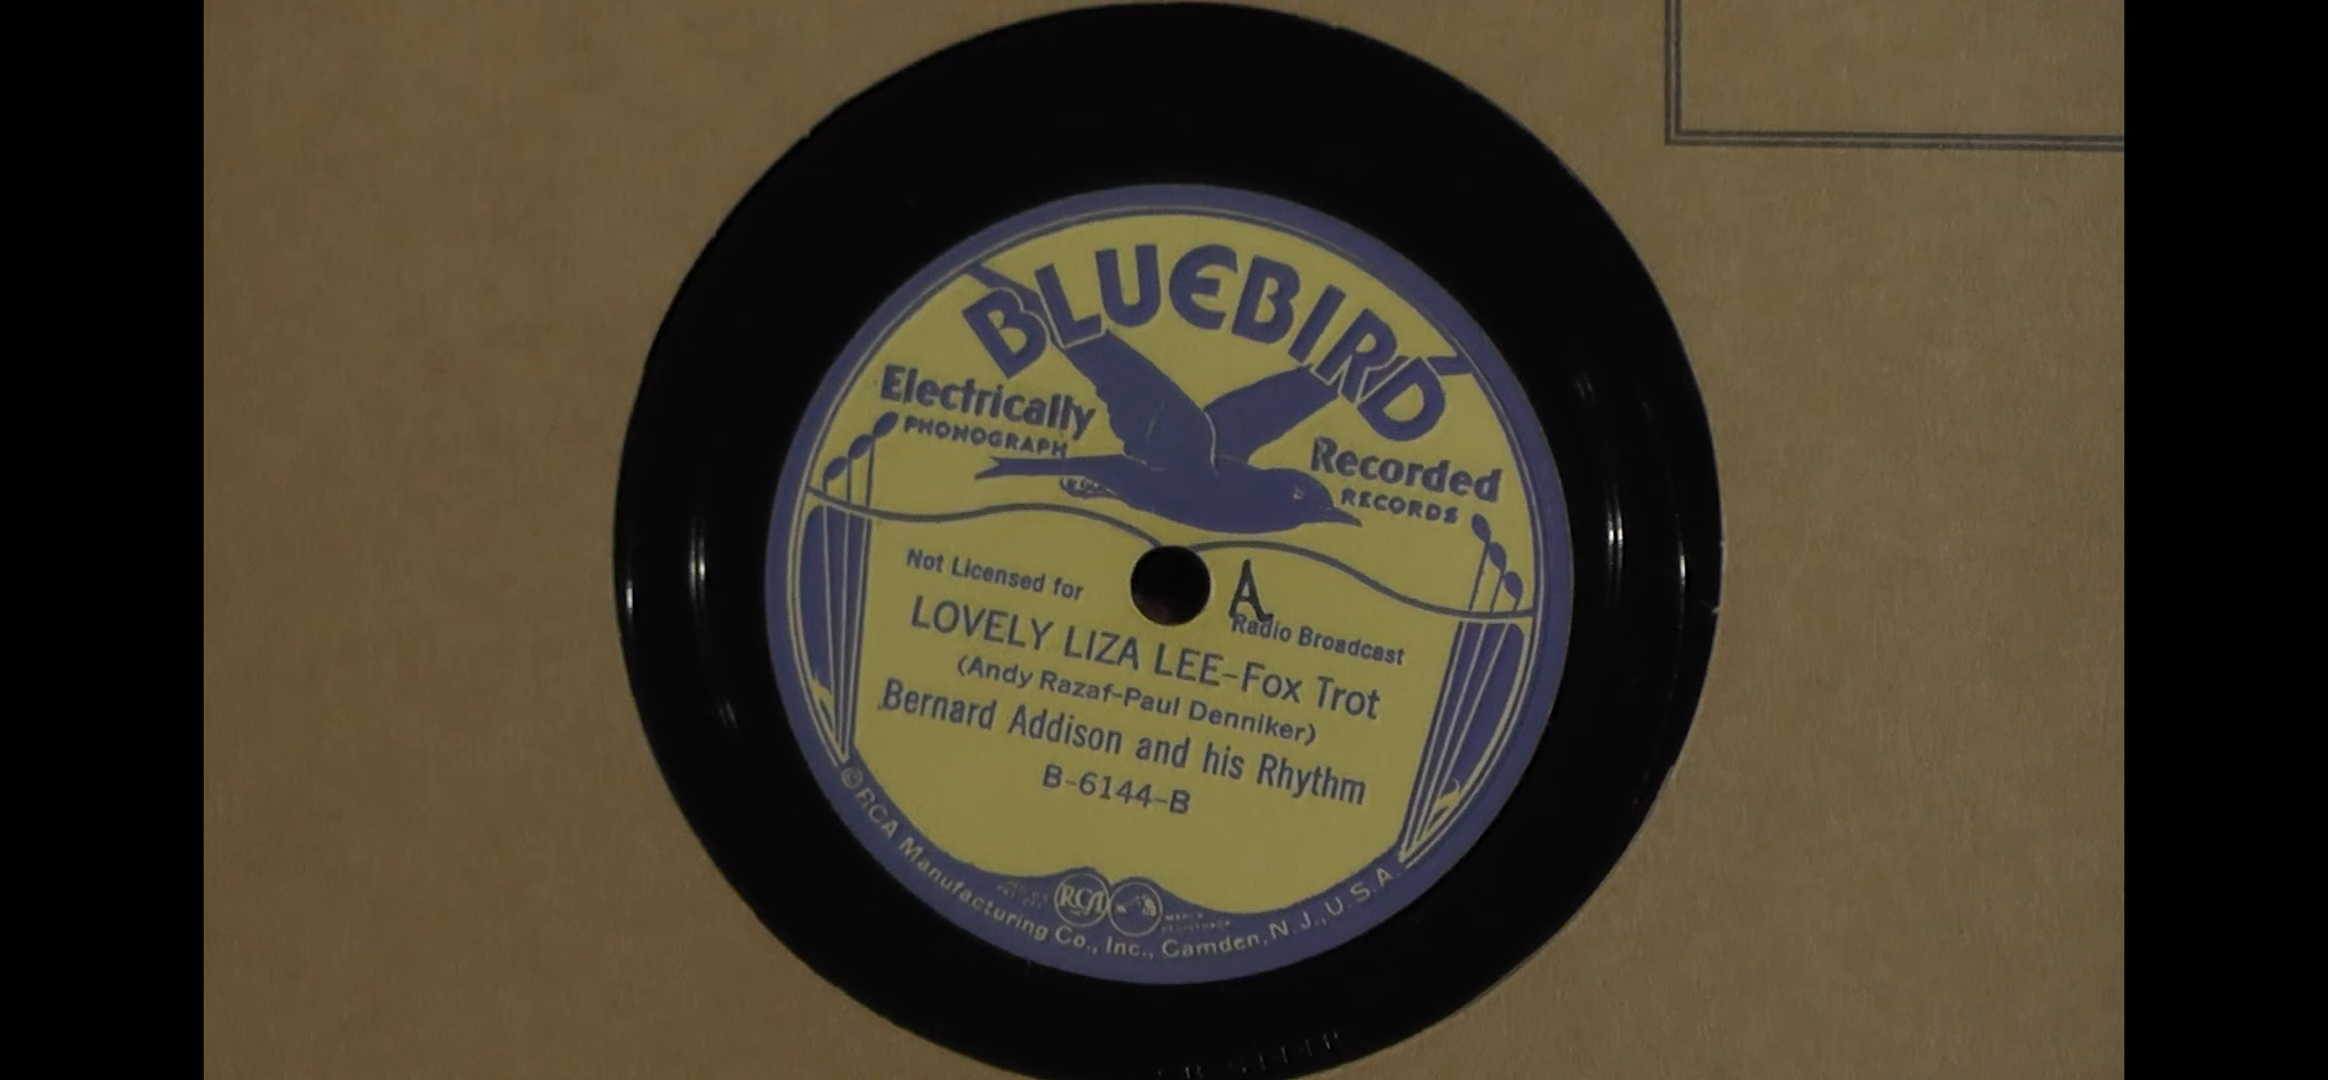 BLUEBIRD
Electrically Recorded
PHONOGRAPH RECORDS
Not Licensed for Radio Broadcast
A
LOVELY LIZA LEE-Fox Trot
(Andy Razaf-Paul Denniker)
Bernard Addison and his Rhythm
B-6144-B
RCA
©RCA Manufacturing Co., Inc., Camden, N.J., U.S.A.